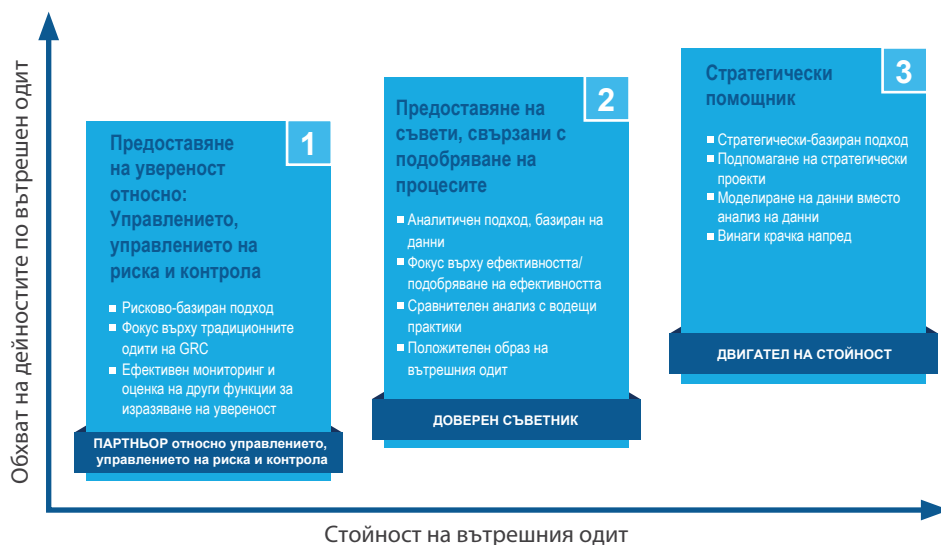 Обхват на дейностите по вътрешен одит
1
Предоставяне
на увереност
относно:
Управлението,
управлението на
риска и контрола
Рисково-базиран подход
Фокус върху традиционните
одити на GRC
Ефективен мониторинг и
оценка на други функции за
изразяване на увереност
ПАРТНЬОР относно управлението,
управлението на риска и контрола
2
Предоставяне на
съвети, свързани с
подобряване на
процесите
Аналитичен подход, базиран на
данни
Фокус върху ефективността/
подобряване на ефективността
Сравнителен анализ с водещи
практики
Положителен образ на
вътрешния одит
ДОВЕРЕН СЪВЕТНИК
3
Стратегически
помощник
Стратегически-базиран подход
Подпомагане на стратегически
проекти
Моделиране на данни вместо
анализ на данни
Винаги крачка напред
ДВИГАТЕЛ НА СТОЙНОСТ
Стойност на вътрешния одит